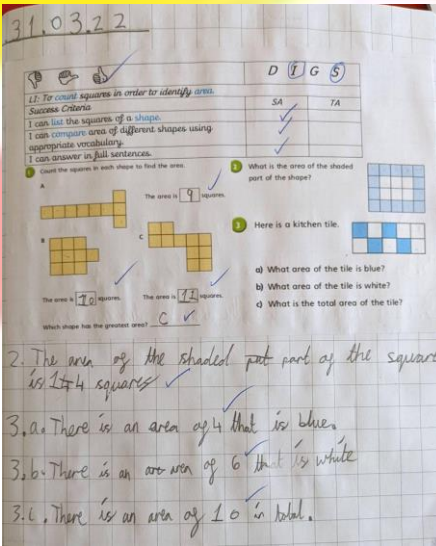 31.03.22
D I G S
LI: To count squares in order to identify area.
Success Criteria
SA
TA
I can list the squares of a shape.
I can compare area of different shapes using
appropriate vocabulary.
I can answer in full sentences.
1 Count the squares in each shape to find the area.
A
The area is 9 squares.
B
C
The area is 10 squares.
The area is 11 squares.
Which shape has the greatest area? C
2 What is the area of the shaded
part of the shape?
3 Here is a kitchen tile.
a) What area of the tile is blue?
b) What area of the tile is white?
c) What is the total area of the tile?
2. The area of the shaded part of the square
is 14 squares
3.a. There is an area of 4 that is blue.
3.b. There is an area of 6 that is white
3.c. There is an area of 10 in total.